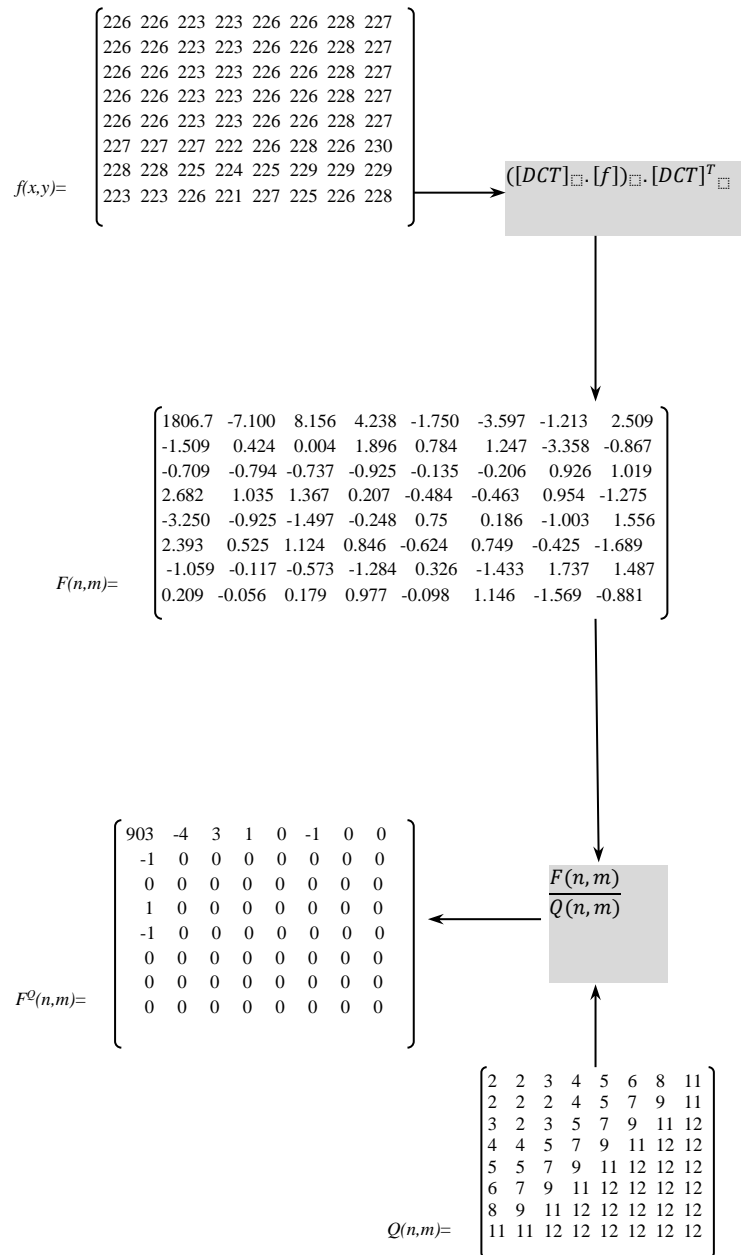 226 226 223 223 226 226 228 227
226 226 223 223 226 226 228 227
226 226 223 223 226 226 228 227
226 226 223 223 226 226 228 227
226 226 223 223 226 226 228 227
227 227 227 222 226 228 226 230
228 228 225 224 225 229 229 229
223 223 226 221 227 225 226 228
f(x,y)=
([DCT]⬚.[f])⬚.[DCT]ᵀ⬚
1806.7 -7.100 8.156 4.238 -1.750 -3.597 -1.213 2.509
-1.509 0.424 0.004 1.896 0.784 1.247 -3.358 -0.867
-0.709 -0.794 -0.737 -0.925 -0.135 -0.206 0.926 1.019
2.682 1.035 1.367 0.207 -0.484 -0.463 0.954 -1.275
-3.250 -0.925 -1.497 -0.248 0.75 0.186 -1.003 1.556
2.393 0.525 1.124 0.846 -0.624 0.749 -0.425 -1.689
-1.059 -0.117 -0.573 -1.284 0.326 -1.433 1.737 1.487
0.209 -0.056 0.179 0.977 -0.098 1.146 -1.569 -0.881
F(n,m)=
903 -4 3 1 0 -1 0 0
-1 0 0 0 0 0 0 0
0 0 0 0 0 0 0 0
1 0 0 0 0 0 0 0
-1 0 0 0 0 0 0 0
0 0 0 0 0 0 0 0
0 0 0 0 0 0 0 0
0 0 0 0 0 0 0 0
F^Q(n,m)=
F(n,m)
Q(n,m)
2 2 3 4 5 6 8 11
2 2 2 4 5 7 9 11
3 2 3 5 7 9 11 12
4 4 5 7 9 11 12 12
5 5 7 9 11 12 12 12
6 7 9 11 12 12 12 12
8 9 11 12 12 12 12 12
11 11 12 12 12 12 12 12
Q(n,m)=